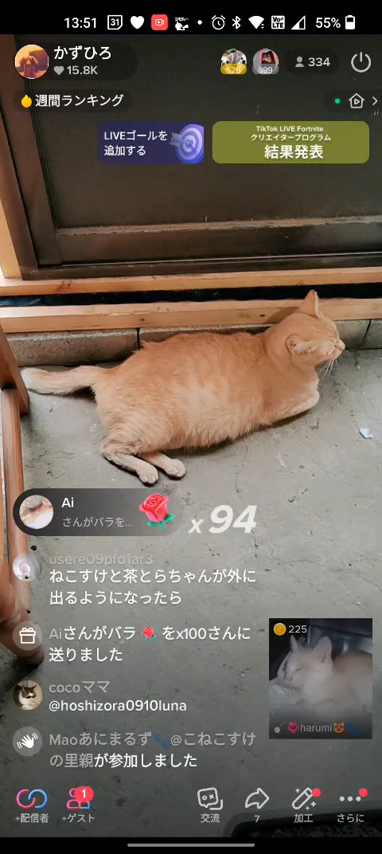 13:51
31
55%
かずひろ
15.8K
525
999
334
週間ランキング
LIVEゴールを
追加する
TikTok LIVE Fortnite
クリエイタープログラム
結果発表
Ai
さんがバラを...
x 94
usere09pfd1ar3
ねこすけと茶とらちゃんが外に
出るようになったら
Aiさんがバラ 🌹 をx100さんに
送りました
cocoママ
@hoshizora0910luna
Maoあにまるず🐾@こねこすけ
の里親が参加しました
225
🌺harumi😻🐾
1
+配信者
+ゲスト
交流
7
加工
さらに